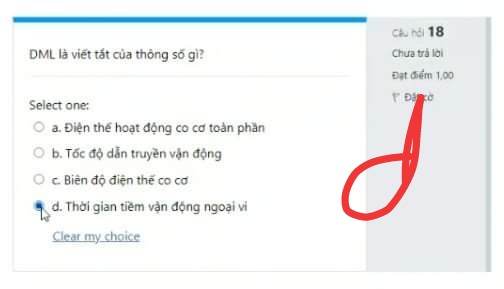 DML là viết tắt của thông số gì?
Select one:
a. Điện thế hoạt động co cơ toàn phần
b. Tốc độ dẫn truyền vận động
c. Biên độ điện thế co cơ
d. Thời gian tiềm vận động ngoại vi
Clear my choice
Câu hỏi 18
Chưa trả lời
Đạt điểm 1,00
Đặt cờ
d